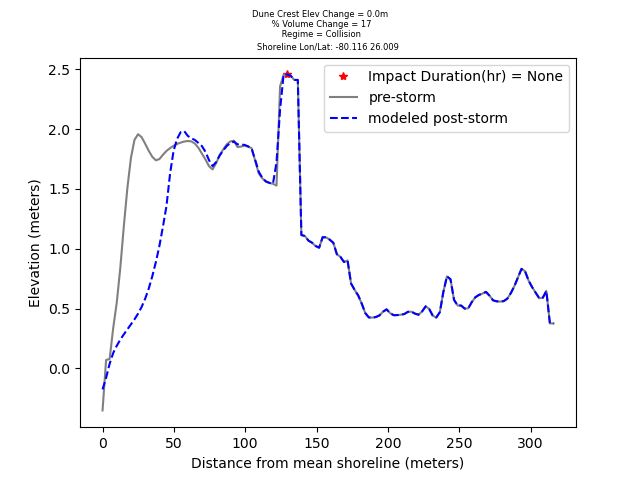 Dune Crest Elev Change = 0.0m
% Volume Change = 17
Regime = Collision
Shoreline Lon/Lat: -80.116 26.009
Impact Duration(hr) = None
pre-storm
modeled post-storm
Elevation (meters)
2.5
2.0
1.5
1.0
0.5
0.0
0 50 100 150 200 250 300
Distance from mean shoreline (meters)